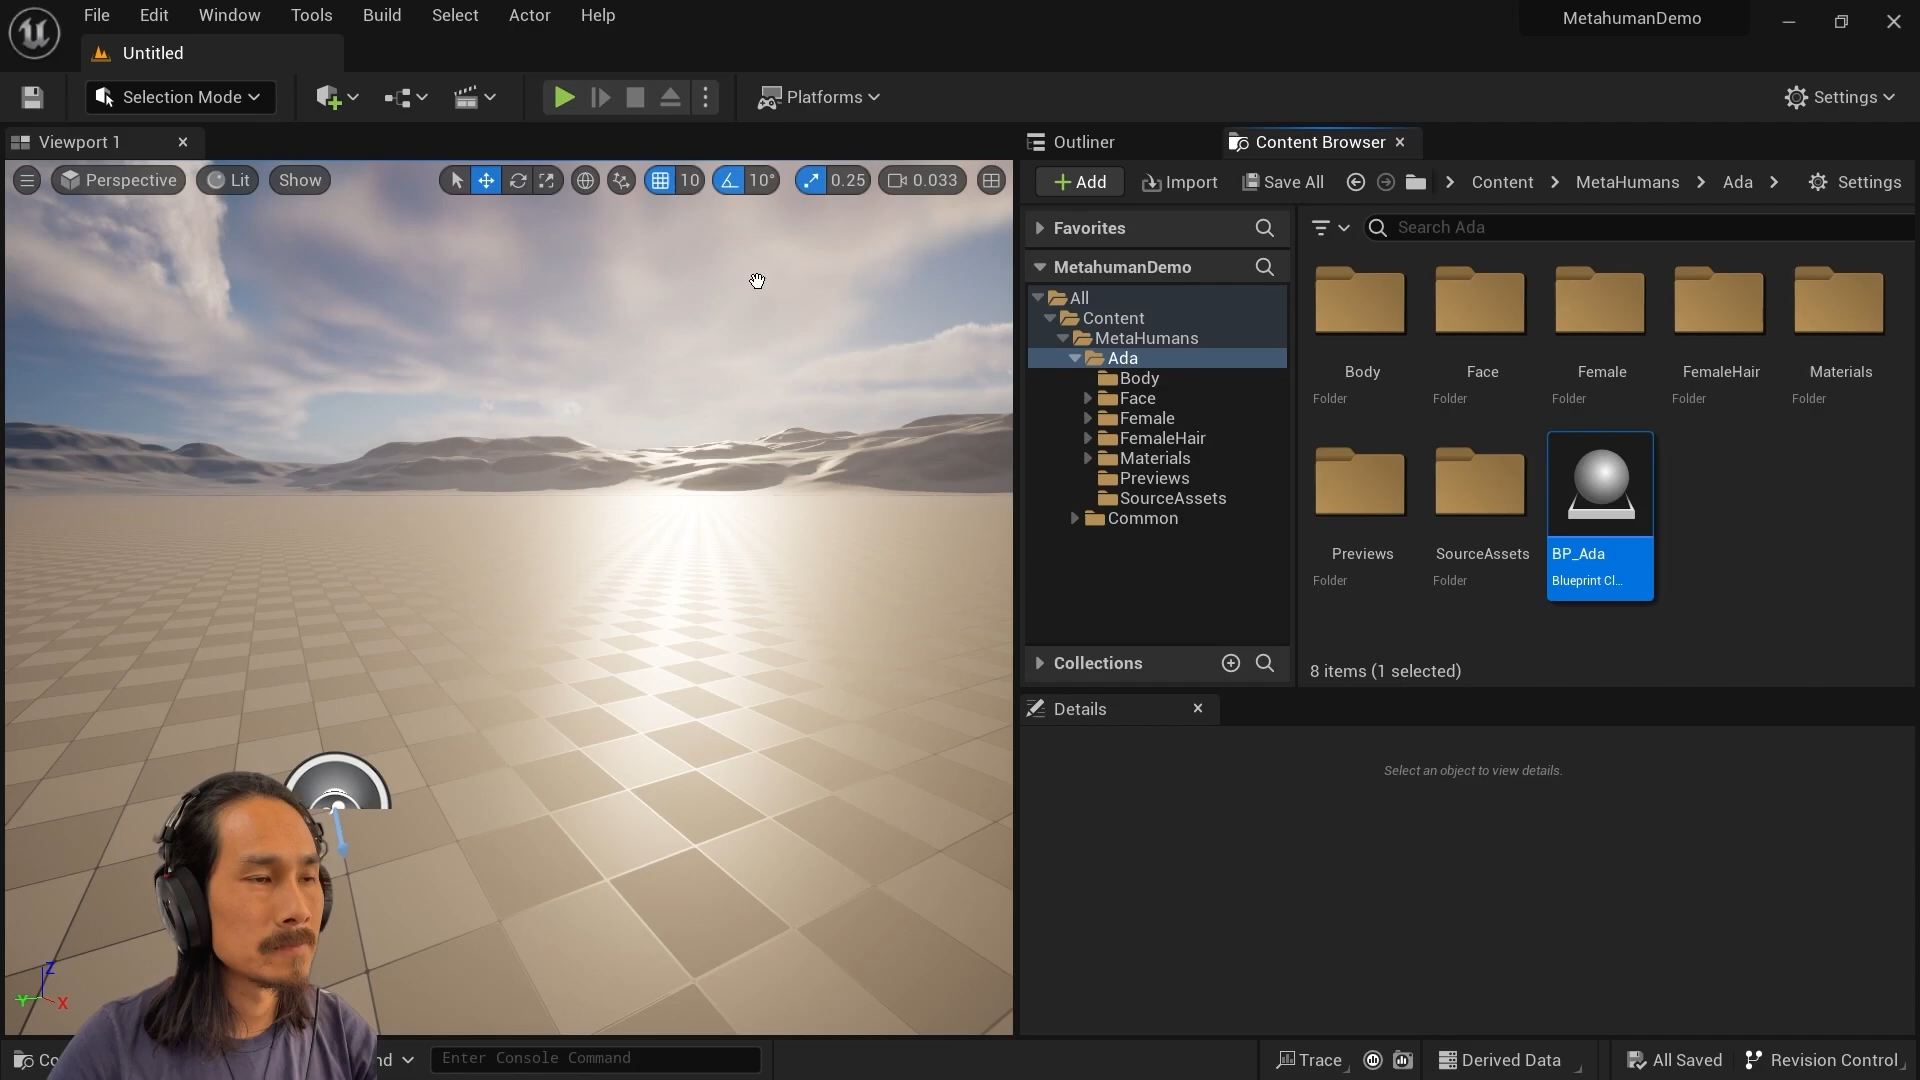 File Edit Window Tools Build Select Actor Help
MetahumanDemo
Untitled
Selection Mode
Platforms
Settings
Viewport 1
Outliner
Content Browser
Perspective
Lit
Show
10
10°
0.25
0.033
Add
Import
Save All
Content
MetaHumans
Ada
Settings
Favorites
Search Ada
MetahumanDemo
All
Content
MetaHumans
Ada
Body
Face
Female
FemaleHair
Materials
Previews
SourceAssets
Common
Body
Folder
Face
Folder
Female
Folder
FemaleHair
Folder
Materials
Folder
Previews
Folder
SourceAssets
Folder
BP_Ada
Blueprint Cl...
Collections
8 items (1 selected)
Details
Select an object to view details.
Z
Y
X
Co
nd
Enter Console Command
Trace
Derived Data
All Saved
Revision Control